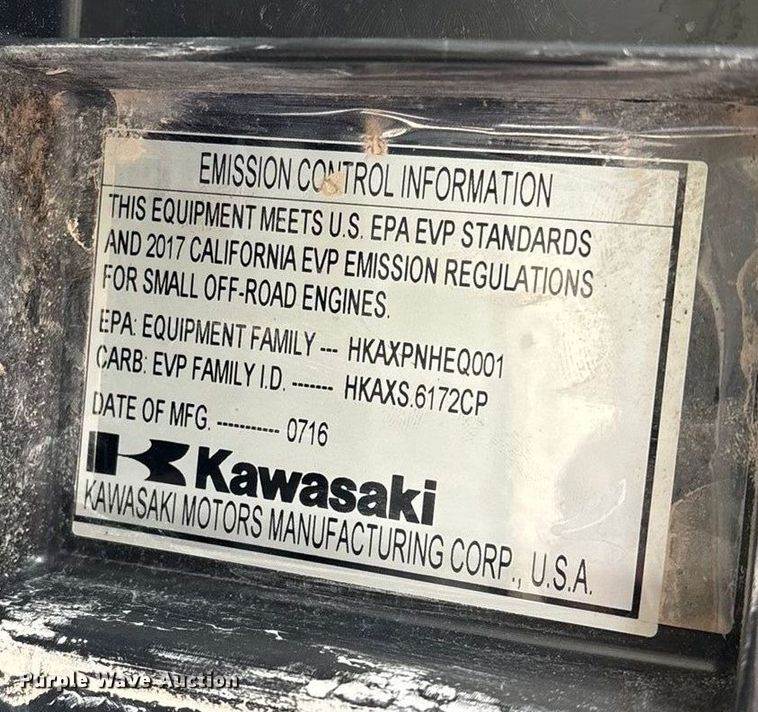 EMISSION CONTROL INFORMATION
THIS EQUIPMENT MEETS U.S. EPA EVP STANDARDS
AND 2017 CALIFORNIA EVP EMISSION REGULATIONS
FOR SMALL OFF-ROAD ENGINES.
EPA: EQUIPMENT FAMILY --- HKAXPNHEQ001
CARB: EVP FAMILY I.D. ------- HKAXS.6172CP
DATE OF MFG. ----------- 0716
Kawasaki
KAWASAKI MOTORS MANUFACTURING CORP., U.S.A.
Purple Wave Auction